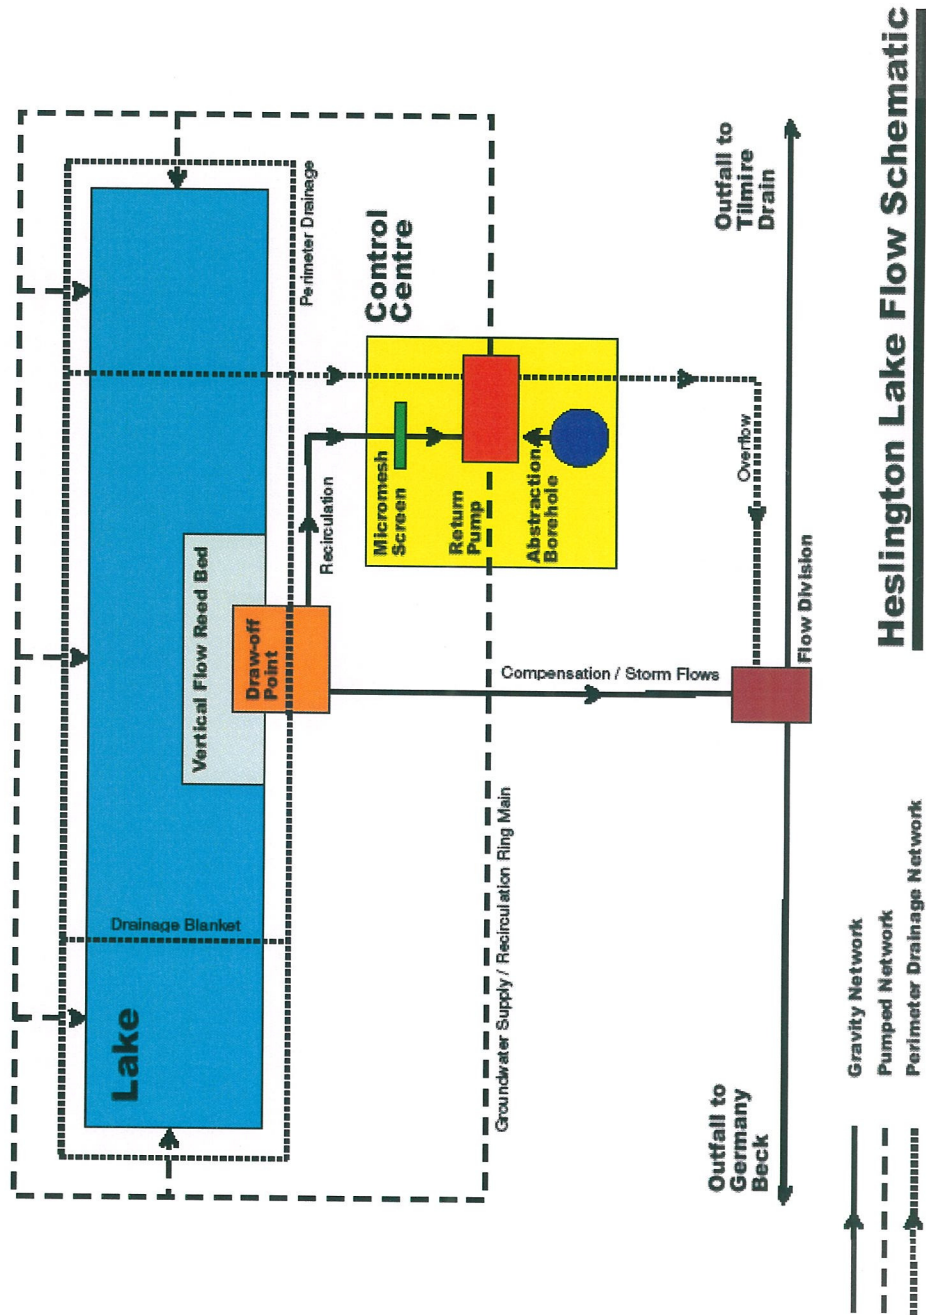 Lake
Drainage Blanket
Vertical Flow Reed Bed
Draw-off
Point
Recirculation
Perimeter Drainage
Control
Centre
Micromesh
Screen
Return
Pump
Abstraction
Borehole
Groundwater Supply / Recirculation Ring Main
Compensation / Storm Flows
Overflow
Flow Division
Outfall to
Germany
Beck
Outfall to
Tilmire
Drain
Gravity Network
Pumped Network
Perimeter Drainage Network
Heslington Lake Flow Schematic